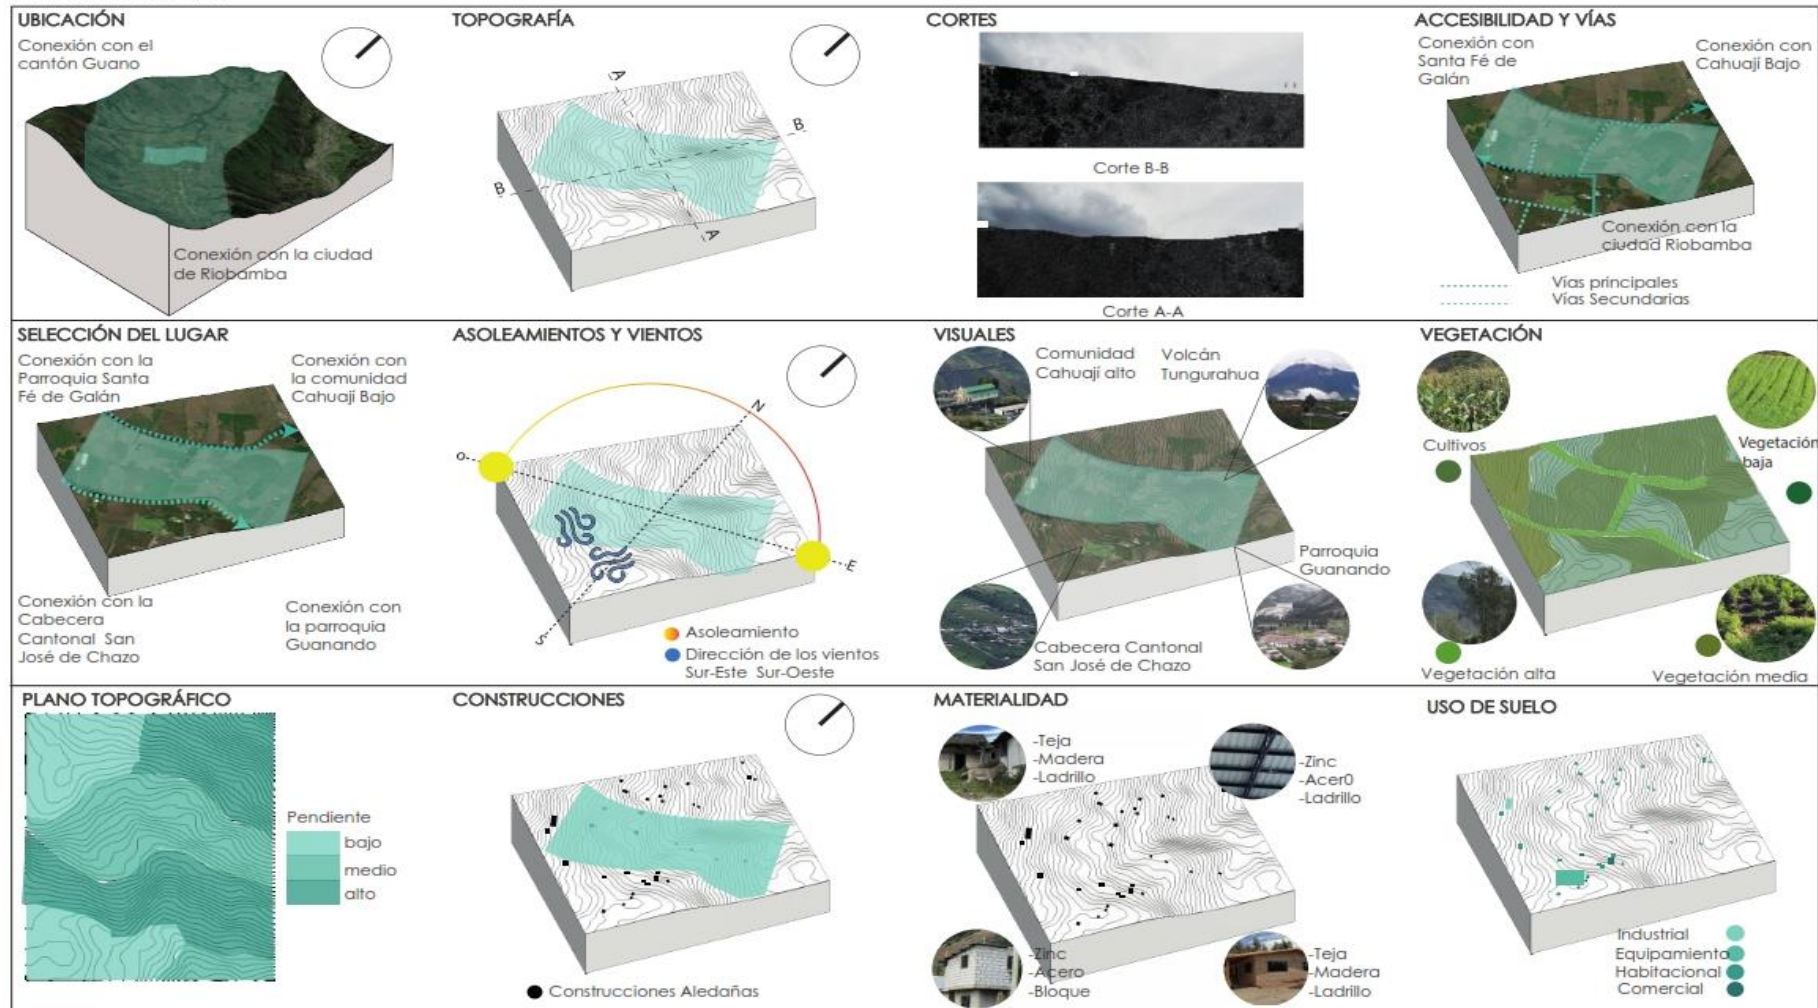 UBICACIÓN
Conexión con el
cantón Guano
Conexión con la ciudad
de Riobamba
TOPOGRAFÍA
A
B
B
A
CORTES
Corte B-B
Corte A-A
ACCESIBILIDAD Y VÍAS
Conexión con
Santa Fé de
Galán
Conexión con
Cahuají Bajo
Conexión con la
ciudad Riobamba
Vías principales
Vías Secundarias
SELECCIÓN DEL LUGAR
Conexión con la
Parroquia Santa
Fé de Galán
Conexión con
la comunidad
Cahuají Bajo
Conexión con la
Cabecera
Cantonal San
José de Chazo
Conexión con
la parroquia
Guanando
ASOLEAMIENTOS Y VIENTOS
N
O
E
S
Asoleamiento
Dirección de los vientos
Sur-Este Sur-Oeste
VISUALES
Comunidad
Cahuají alto
Volcán
Tungurahua
Parroquia
Guanando
Cabecera Cantonal
San José de Chazo
VEGETACIÓN
Cultivos
Vegetación
baja
Vegetación alta
Vegetación media
PLANO TOPOGRÁFICO
Pendiente
bajo
medio
alto
CONSTRUCCIONES
Construcciones Aledañas
MATERIALIDAD
-Teja
-Madera
-Ladrillo
-Zinc
-Acer0
-Ladrillo
-Zinc
-Acero
-Bloque
-Teja
-Madera
-Ladrillo
USO DE SUELO
Industrial
Equipamiento
Habitacional
Comercial